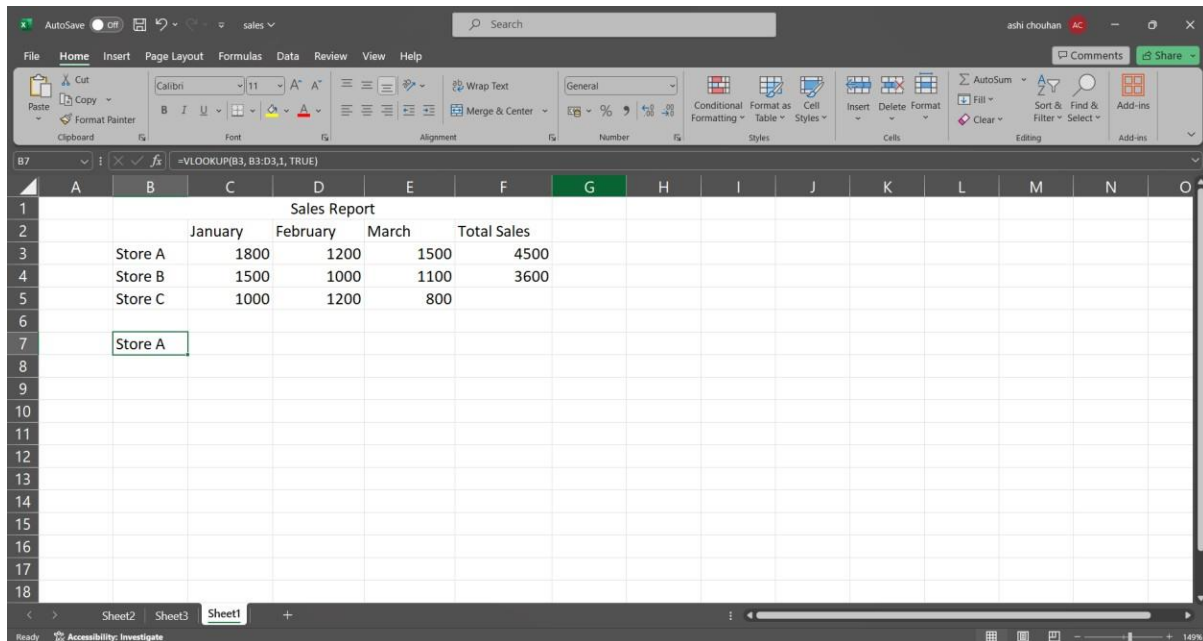 AutoSave Off sales Search ashi chouhan AC
File Home Insert Page Layout Formulas Data Review View Help Comments Share
Paste Cut Copy Format Painter
Calibri 11 B I U A
Wrap Text Merge & Center
General % 9
Conditional Formatting Format as Table Cell Styles
Insert Delete Format
AutoSum Fill Clear Sort & Filter Find & Select
Add-ins
Clipboard Font Alignment Number Styles Cells Editing Add-ins
B7 fx =VLOOKUP(B3, B3:D3,1, TRUE)
A B C D E F G H I J K L M N O
1 Sales Report
2 January February March Total Sales
3 Store A 1800 1200 1500 4500
4 Store B 1500 1000 1100 3600
5 Store C 1000 1200 800
6
7 Store A
8
9
10
11
12
13
14
15
16
17
18
Sheet2 Sheet3 Sheet1 +
Ready Accessibility: Investigate 149%